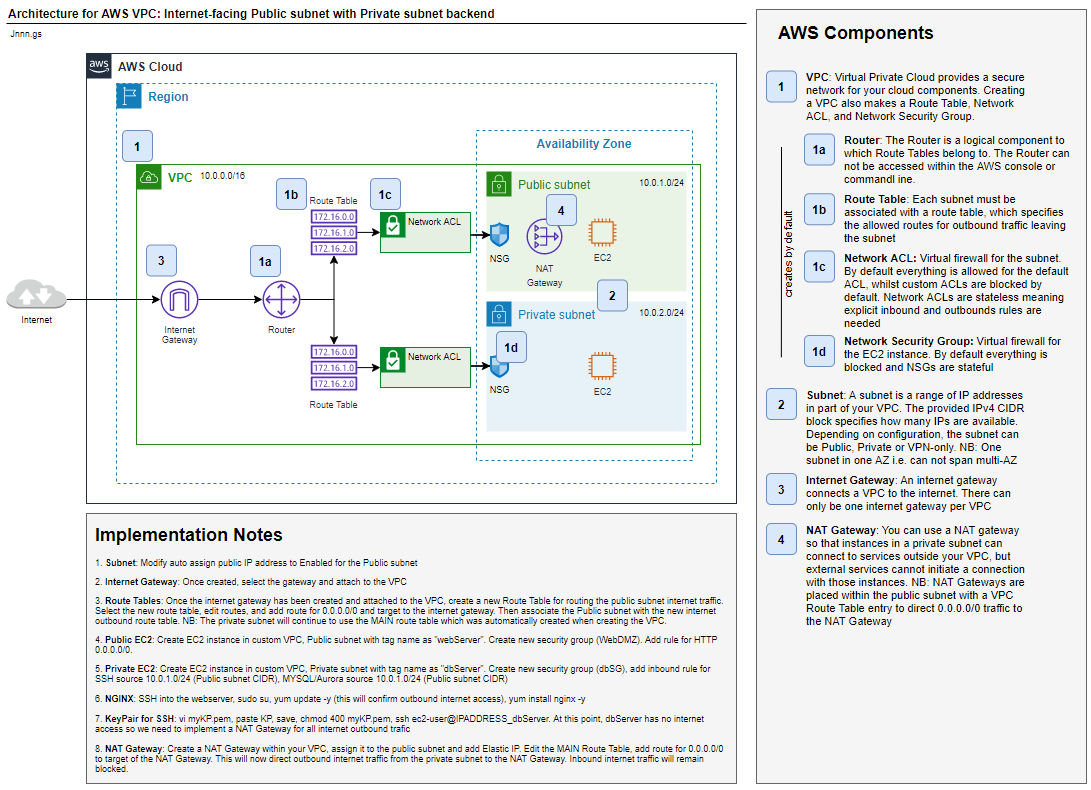 Architecture for AWS VPC: Internet-facing Public subnet with Private subnet backend
Jnnn.gs
aws
AWS Cloud
Region
1
Availability Zone
VPC
10.0.0.0/16
1b
Route Table
172.16.0.0
172.16.1.0
172.16.2.0
1c
Network ACL
Public subnet
10.0.1.0/24
4
NSG
NAT
Gateway
EC2
3
1a
Internet
Internet
Gateway
Router
2
Private subnet
10.0.2.0/24
172.16.0.0
172.16.1.0
172.16.2.0
Route Table
Network ACL
1d
NSG
EC2
Implementation Notes
1. Subnet: Modify auto assign public IP address to Enabled for the Public subnet
2. Internet Gateway: Once created, select the gateway and attach to the VPC
3. Route Tables: Once the internet gateway has been created and attached to the VPC, create a new Route Table for routing the public subnet internet traffic.
Select the new route table, edit routes, and add route for 0.0.0.0/0 and target to the internet gateway. Then associate the Public subnet with the new internet
outbound route table. NB: The private subnet will continue to use the MAIN route table which was automatically created when creating the VPC.
4. Public EC2: Create EC2 instance in custom VPC, Public subnet with tag name as "webServer". Create new security group (WebDMZ). Add rule for HTTP
0.0.0.0/0.
5. Private EC2: Create EC2 instance in custom VPC, Private subnet with tag name as "dbServer". Create new security group (dbSG), add inbound rule for
SSH source 10.0.1.0/24 (Public subnet CIDR), MYSQL/Aurora source 10.0.1.0/24 (Public subnet CIDR)
6. NGINX: SSH into the webserver, sudo su, yum update -y (this will confirm outbound internet access), yum install nginx -y
7. KeyPair for SSH: vi myKP.pem, paste KP, save, chmod 400 myKP.pem, ssh ec2-user@IPADDRESS_dbServer. At this point, dbServer has no internet
access so we need to implement a NAT Gateway for all internet outbound trafic
8. NAT Gateway: Create a NAT Gateway within your VPC, assign it to the public subnet and add Elastic IP. Edit the MAIN Route Table, add route for 0.0.0.0/0
to target of the NAT Gateway. This will now direct outbound internet traffic from the private subnet to the NAT Gateway. Inbound internet traffic will remain
blocked.
AWS Components
1
VPC: Virtual Private Cloud provides a secure
network for your cloud components. Creating
a VPC also makes a Route Table, Network
ACL, and Network Security Group.
creates by default
1a
Router: The Router is a logical component to
which Route Tables belong to. The Router can
not be accessed within the AWS console or
commandl ine.
1b
Route Table: Each subnet must be
associated with a route table, which specifies
the allowed routes for outbound traffic leaving
the subnet
1c
Network ACL: Virtual firewall for the subnet.
By default everything is allowed for the default
ACL, whilst custom ACLs are blocked by
default. Network ACLs are stateless meaning
explicit inbound and outbounds rules are
needed
1d
Network Security Group: Virtual firewall for
the EC2 instance. By default everything is
blocked and NSGs are stateful
2
Subnet: A subnet is a range of IP addresses
in part of your VPC. The provided IPv4 CIDR
block specifies how many IPs are available.
Depending on configuration, the subnet can
be Public, Private or VPN-only. NB: One
subnet in one AZ i.e. can not span multi-AZ
3
Internet Gateway: An internet gateway
connects a VPC to the internet. There can
only be one internet gateway per VPC
4
NAT Gateway: You can use a NAT gateway
so that instances in a private subnet can
connect to services outside your VPC, but
external services cannot initiate a connection
with those instances. NB: NAT Gateways are
placed within the public subnet with a VPC
Route Table entry to direct 0.0.0.0/0 traffic to
the NAT Gateway